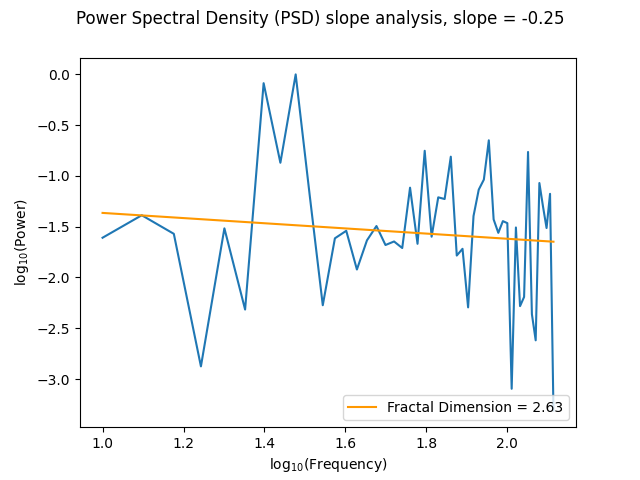 Power Spectral Density (PSD) slope analysis, slope = -0.25
0.0
−0.5
−1.0
−1.5
−2.0
−2.5
−3.0
log₁₀(Power)
Fractal Dimension = 2.63
1.0 1.2 1.4 1.6 1.8 2.0
log₁₀(Frequency)